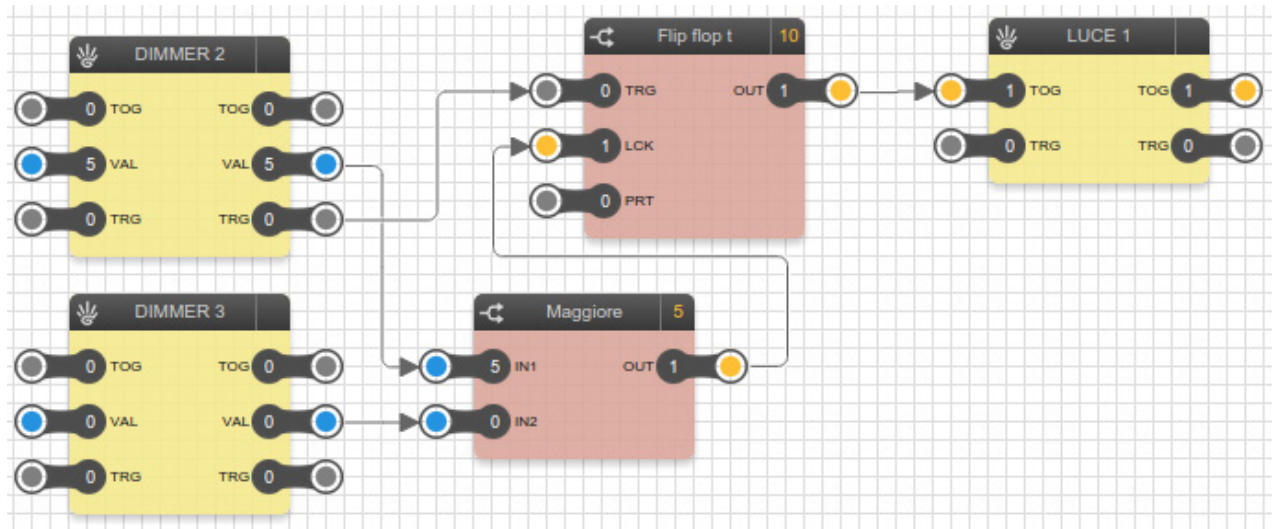 DIMMER 2
0 TOG TOG 0
5 VAL VAL 5
0 TRG TRG 0
Flip flop t 10
0 TRG OUT 1
1 LCK
0 PRT
LUCE 1
1 TOG TOG 1
0 TRG TRG 0
DIMMER 3
0 TOG TOG 0
0 VAL VAL 0
0 TRG TRG 0
Maggiore 5
5 IN1 OUT 1
0 IN2